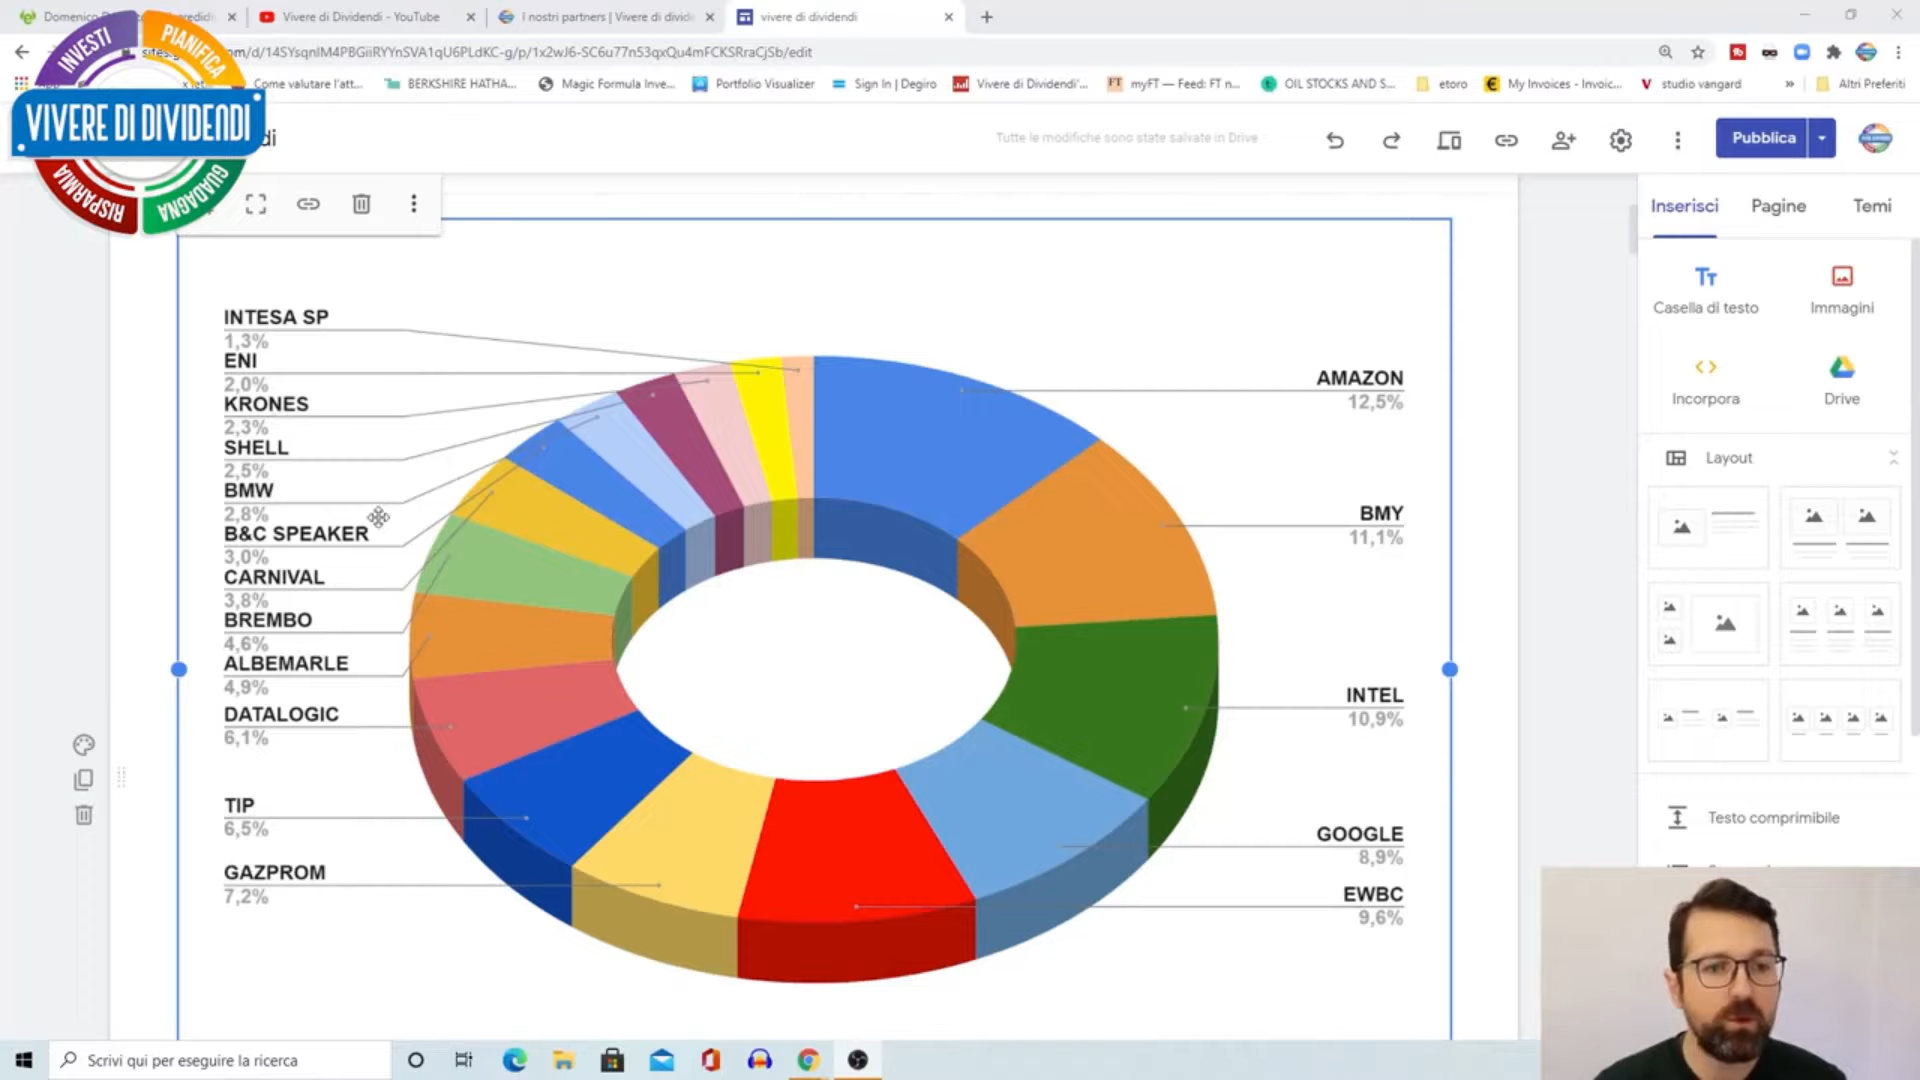 Vivere di Dividendi - YouTube
I nostri partners | Vivere di divid
vivere di dividendi
Come valutare l'att...
BERKSHIRE HATHA...
Magic Formula Inve...
Portfolio Visualizer
Sign In | Degiro
Vivere di Dividendi'...
myFT — Feed: FT n...
OIL STOCKS AND S...
etoro
My Invoices - Invoic...
studio vangard
»
Altri Preferiti
INVESTI
PIANIFICA
VIVERE DI DIVIDENDI
RISPARMIA
GUADAGNA
di
Tutte le modifiche sono state salvate in Drive
Pubblica
Inserisci
Pagine
Temi
Casella di testo
Immagini
Incorpora
Drive
Layout
Testo comprimibile
INTESA SP
1,3%
ENI
2,0%
KRONES
2,3%
SHELL
2,5%
BMW
2,8%
B&C SPEAKER
3,0%
CARNIVAL
3,8%
BREMBO
4,6%
ALBEMARLE
4,9%
DATALOGIC
6,1%
TIP
6,5%
GAZPROM
7,2%
AMAZON
12,5%
BMY
11,1%
INTEL
10,9%
GOOGLE
8,9%
EWBC
9,6%
Scrivi qui per eseguire la ricerca